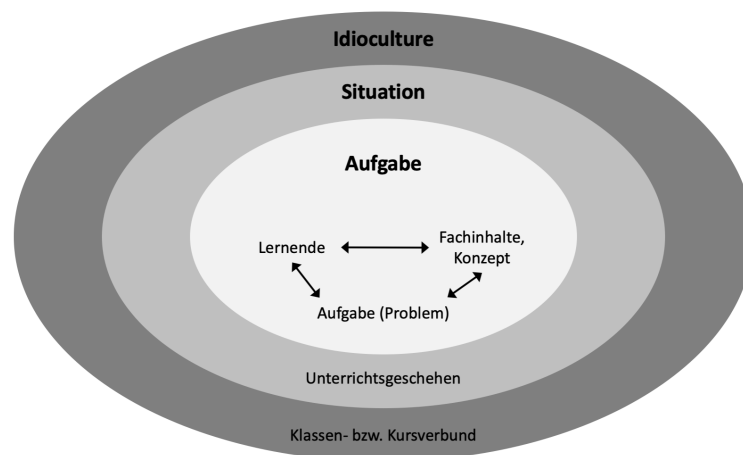 Idioculture
Situation
Aufgabe
Lernende
Fachinhalte,
Konzept
Aufgabe (Problem)
Unterrichtsgeschehen
Klassen- bzw. Kursverbund